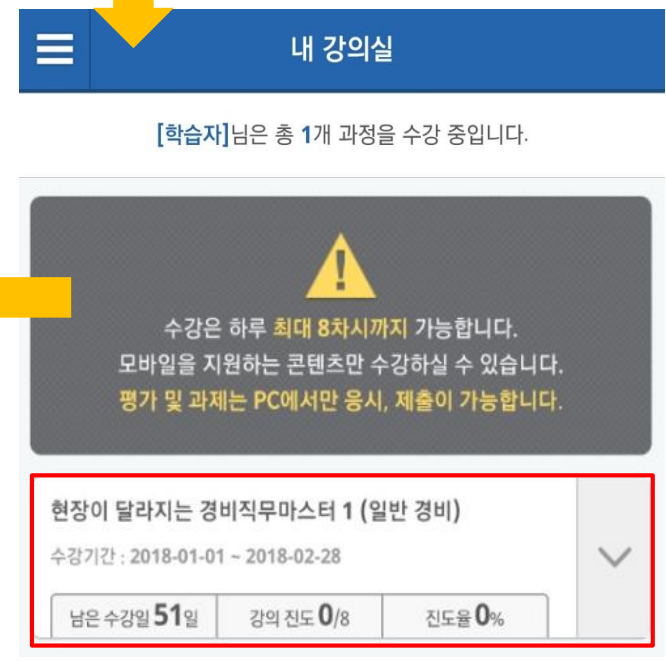 내 강의실
[학습자]님은 총 1개 과정을 수강 중입니다.
수강은 하루 최대 8차시까지 가능합니다.
모바일을 지원하는 콘텐츠만 수강하실 수 있습니다.
평가 및 과제는 PC에서만 응시, 제출이 가능합니다.
현장이 달라지는 경비직무마스터 1 (일반 경비)
수강기간 : 2018-01-01 ~ 2018-02-28
남은 수강일 51일 강의 진도 0/8 진도율 0%